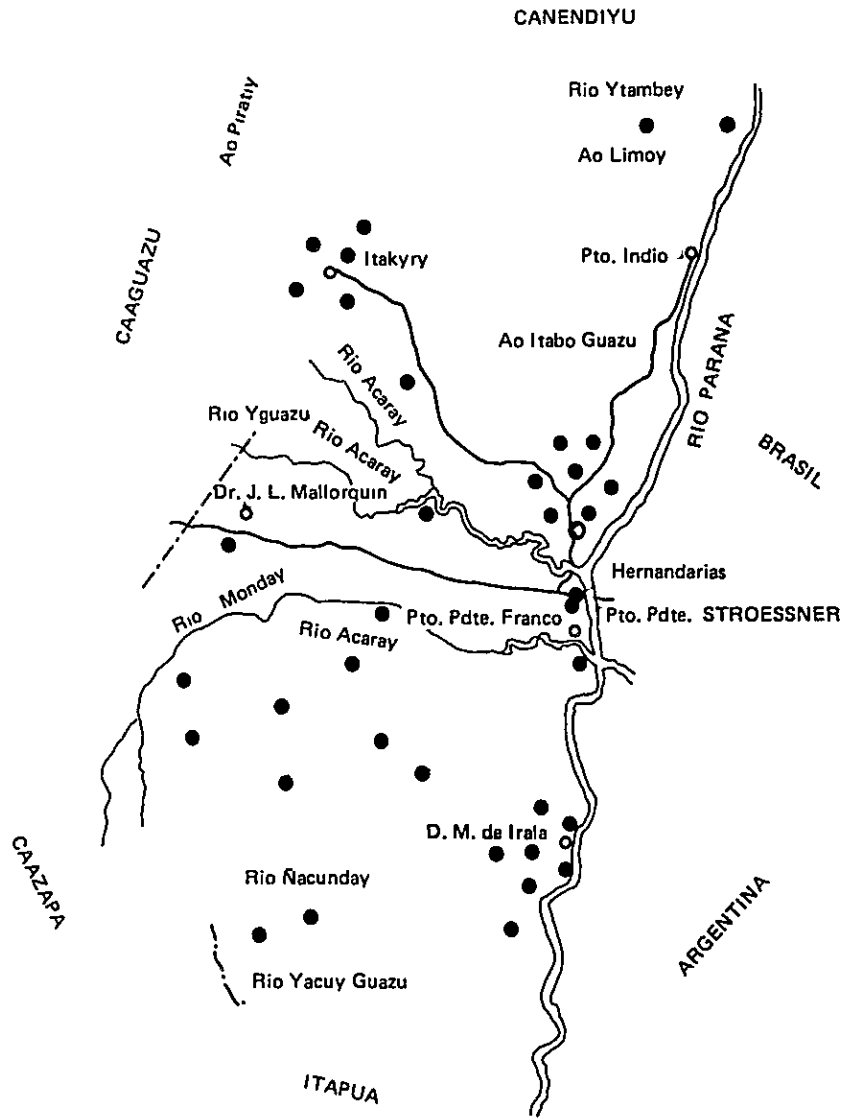 CANENDIYU
Rio Ytambey
Ao Piratiy
Ao Limoy
CAAGUAZU
Itakyry
Pto. Indio
Ao Itabo Guazu
RIO PARANA
Rio Acaray
Rio Yguazu
Rio Acaray
BRASIL
Dr. J. L. Mallorquin
Hernandarias
Rio Monday
Pto. Pdte. Franco
Pto. Pdte. STROESSNER
Rio Acaray
D. M. de Irala
CAAZAPA
Rio Ñacunday
ARGENTINA
Rio Yacuy Guazu
ITAPUA